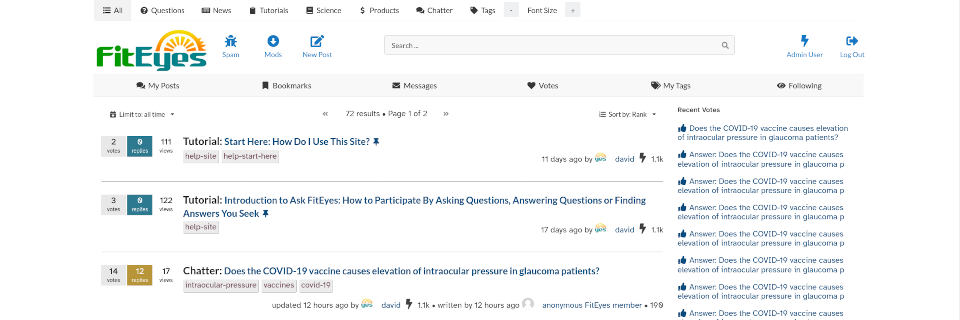 All Questions News Tutorials Science Products Chatter Tags - Font Size +
FitEyes
Spam Mods New Post Search ... Admin User Log Out
My Posts Bookmarks Messages Votes My Tags Following
Limit to: all time « 72 results • Page 1 of 2 » Sort by: Rank
Recent Votes
2 votes 0 replies 111 views
Tutorial: Start Here: How Do I Use This Site?
help-site help-start-here
11 days ago by david 1.1k
3 votes 0 replies 122 views
Tutorial: Introduction to Ask FitEyes: How to Participate By Asking Questions, Answering Questions or Finding
Answers You Seek
help-site
17 days ago by david 1.1k
14 votes 12 replies 17 views
Chatter: Does the COVID-19 vaccine causes elevation of intraocular pressure in glaucoma patients?
intraocular-pressure vaccines covid-19
updated 12 hours ago by david 1.1k • written by 12 hours ago anonymous FitEyes member • 190
Does the COVID-19 vaccine causes elevation
of intraocular pressure in glaucoma patients?
Answer: Does the COVID-19 vaccine causes
elevation of intraocular pressure in glaucoma p
Answer: Does the COVID-19 vaccine causes
elevation of intraocular pressure in glaucoma p
Answer: Does the COVID-19 vaccine causes
elevation of intraocular pressure in glaucoma p
Answer: Does the COVID-19 vaccine causes
elevation of intraocular pressure in glaucoma p
Answer: Does the COVID-19 vaccine causes
elevation of intraocular pressure in glaucoma p
Answer: Does the COVID-19 vaccine causes
elevation of intraocular pressure in glaucoma p
Answer: Does the COVID-19 vaccine causes